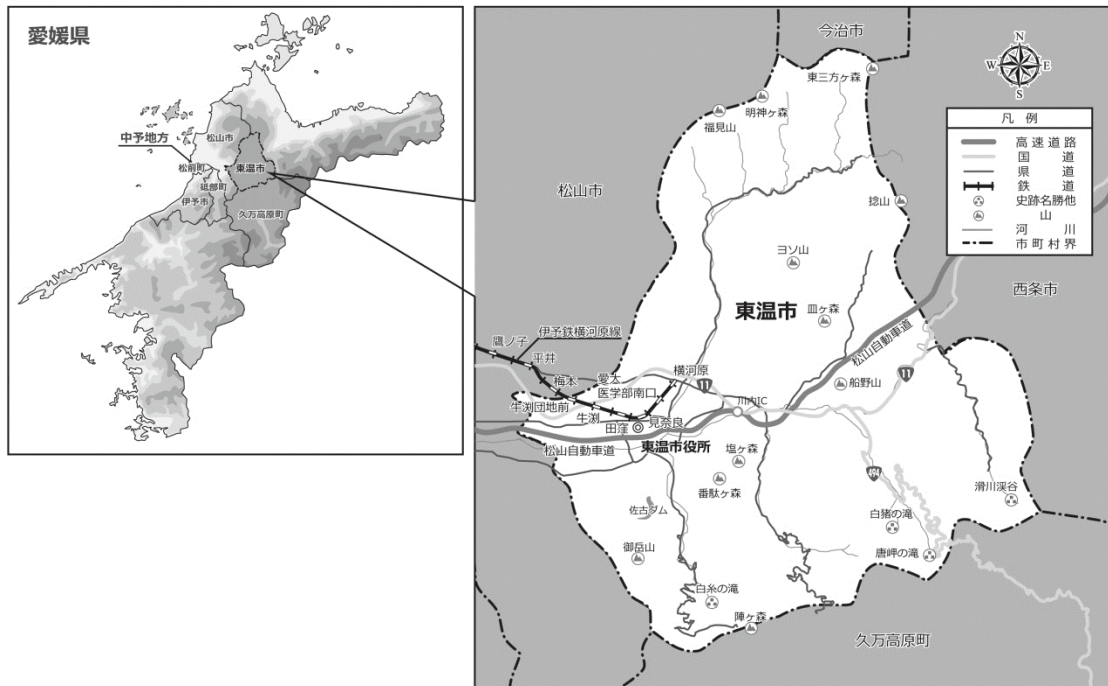 愛媛県
中予地方
松山市
松前町
東温市
砥部町
伊予市
久万高原町
今治市
東三方ヶ森
明神ヶ森
福見山
N
W
E
S
凡例
高速道路
国道
県道
鉄道
史跡名勝他
山
河川
市町村界
松山市
捻山
ヨソ山
西条市
東温市
皿ヶ森
松山自動車道
伊予鉄横河原線
鷹ノ子
平井
梅本
愛大
医学部南口
横河原
11
11
船野山
牛渕団地前
牛渕
田窪
見奈良
川内IC
松山自動車道
東温市役所
塩ヶ森
番駄ヶ森
494
滑川渓谷
佐古ダム
白猪の滝
御岳山
唐岬の滝
白糸の滝
陣ヶ森
久万高原町